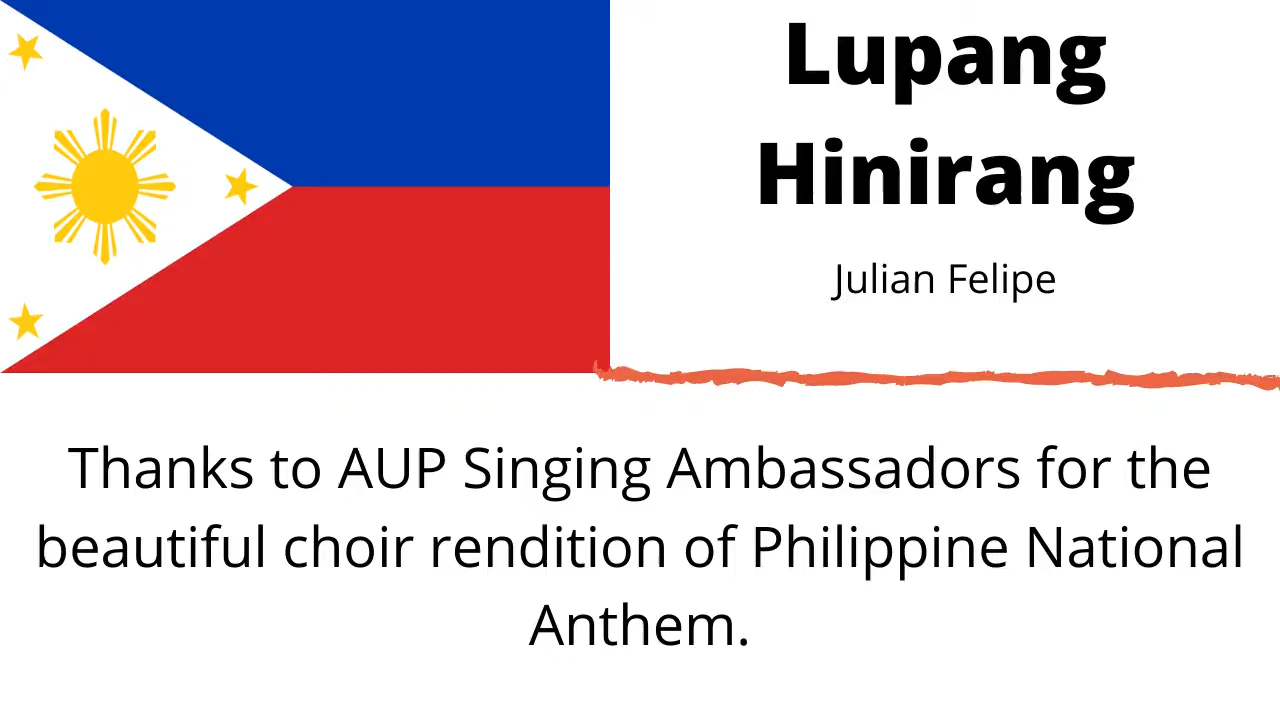 Lupang
Hinirang
Julian Felipe
Thanks to AUP Singing Ambassadors for the
beautiful choir rendition of Philippine National
Anthem.